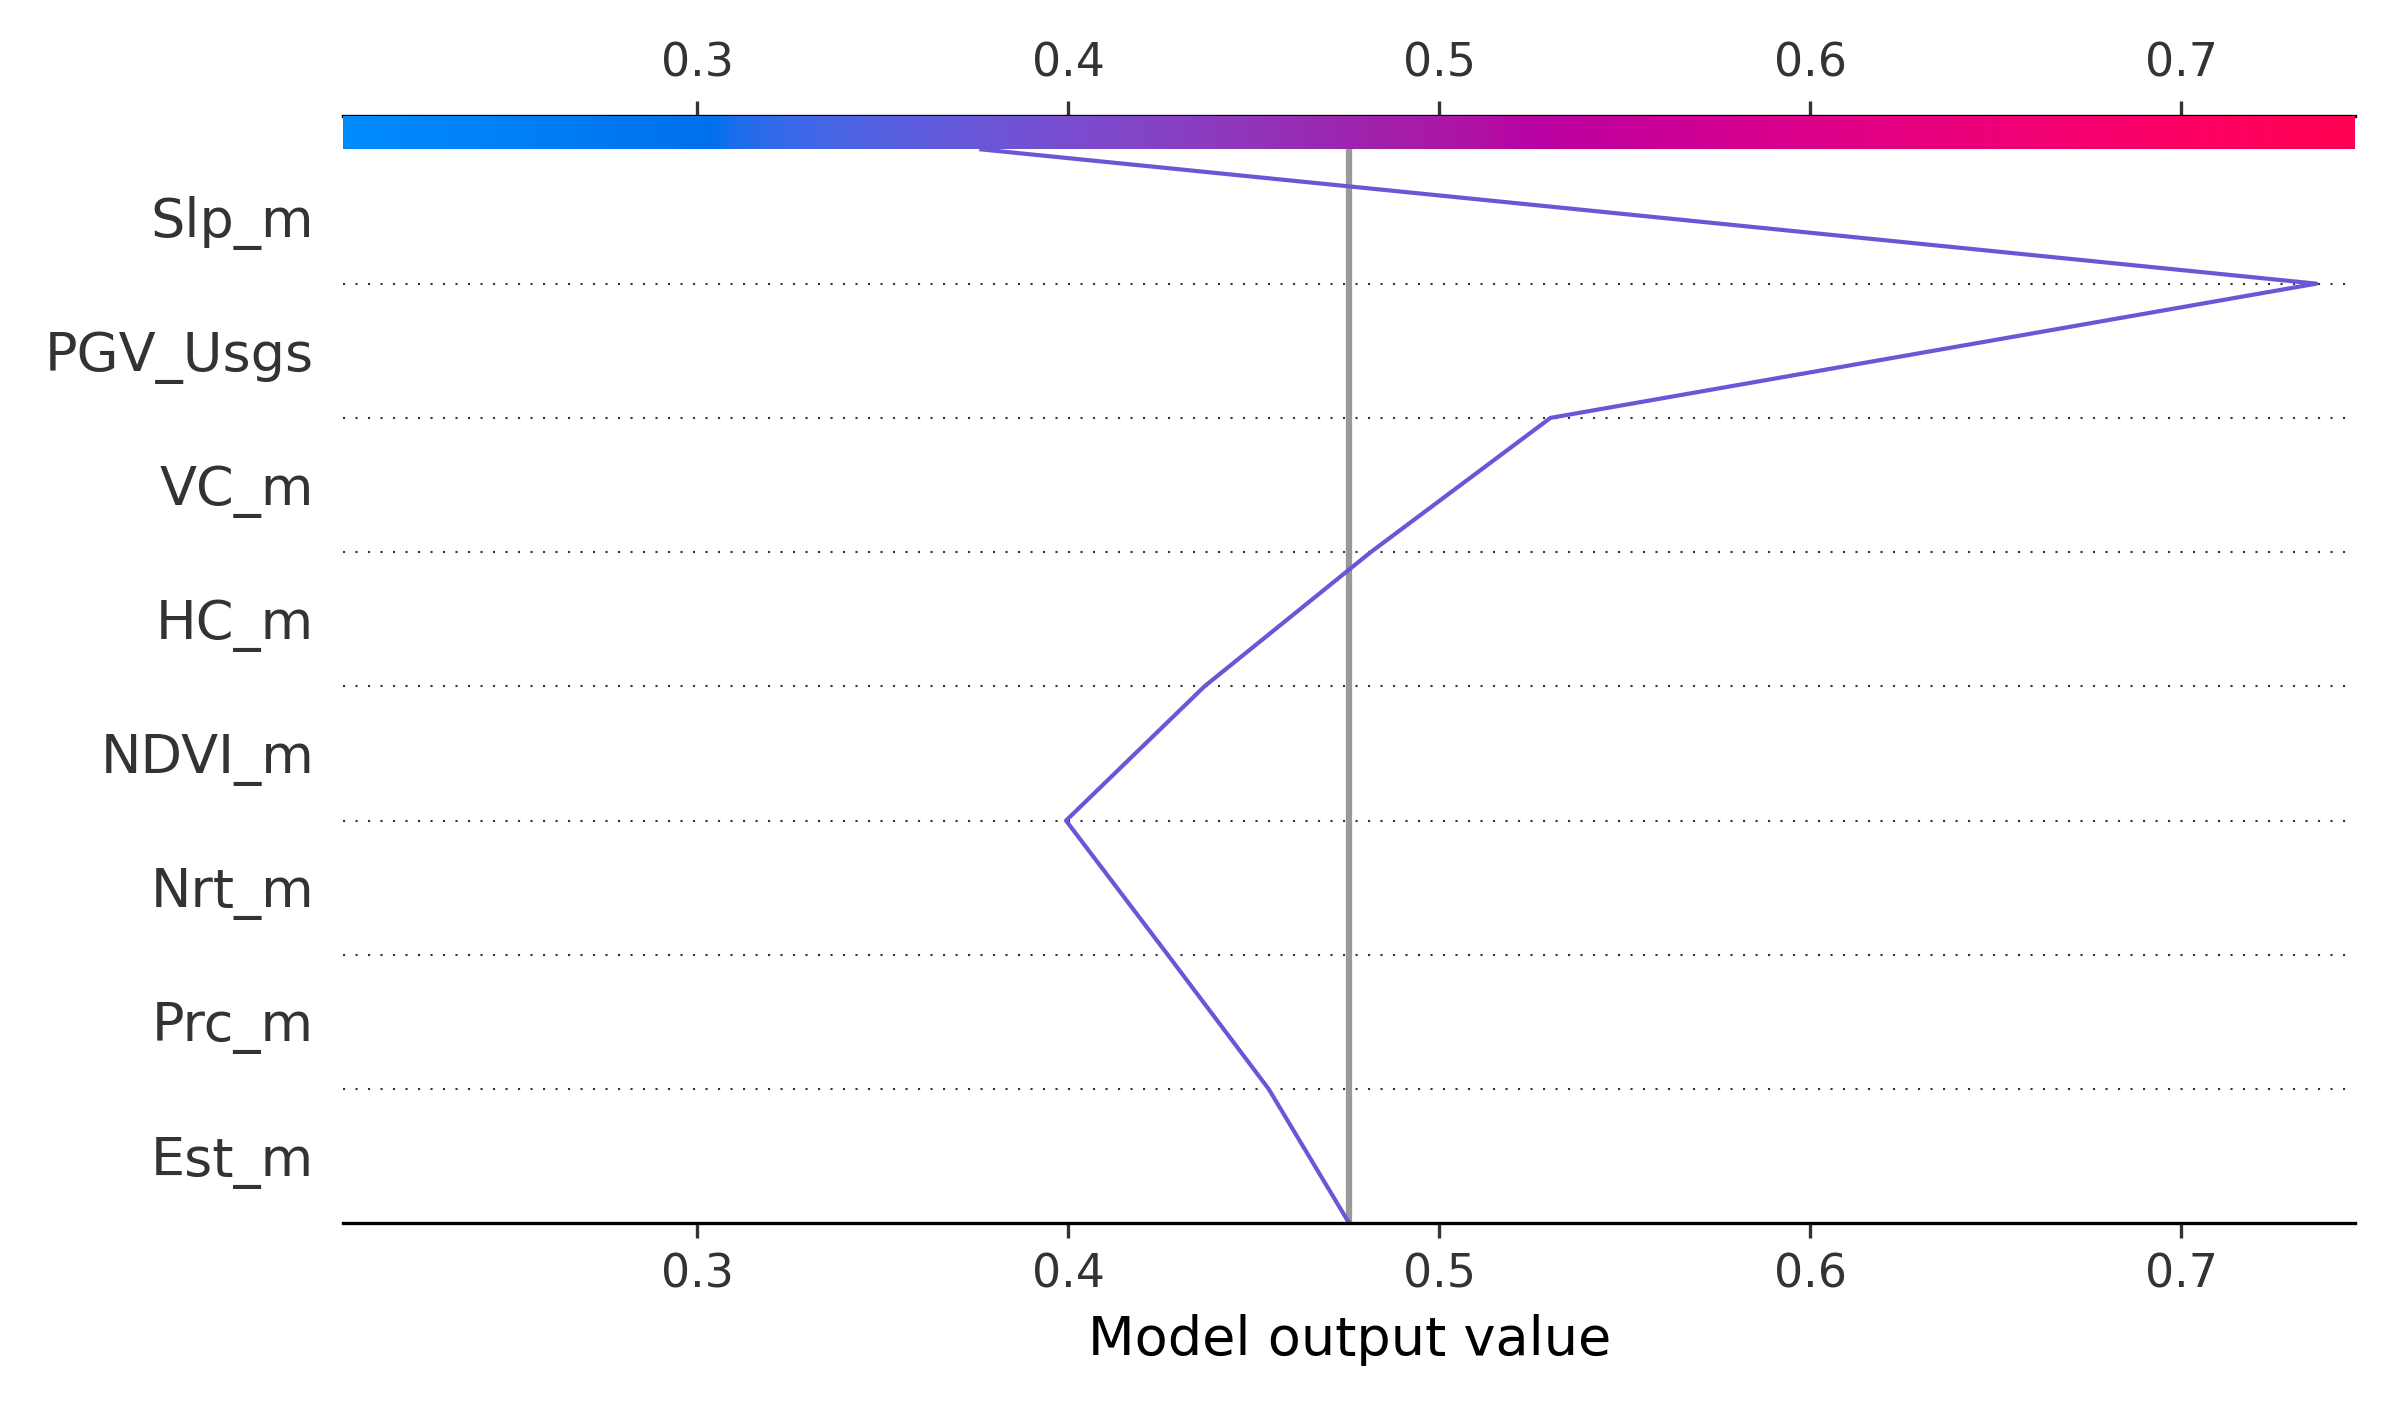 0.3 0.4 0.5 0.6 0.7
Slp_m
PGV_Usgs
VC_m
HC_m
NDVI_m
Nrt_m
Prc_m
Est_m
0.3 0.4 0.5 0.6 0.7
Model output value